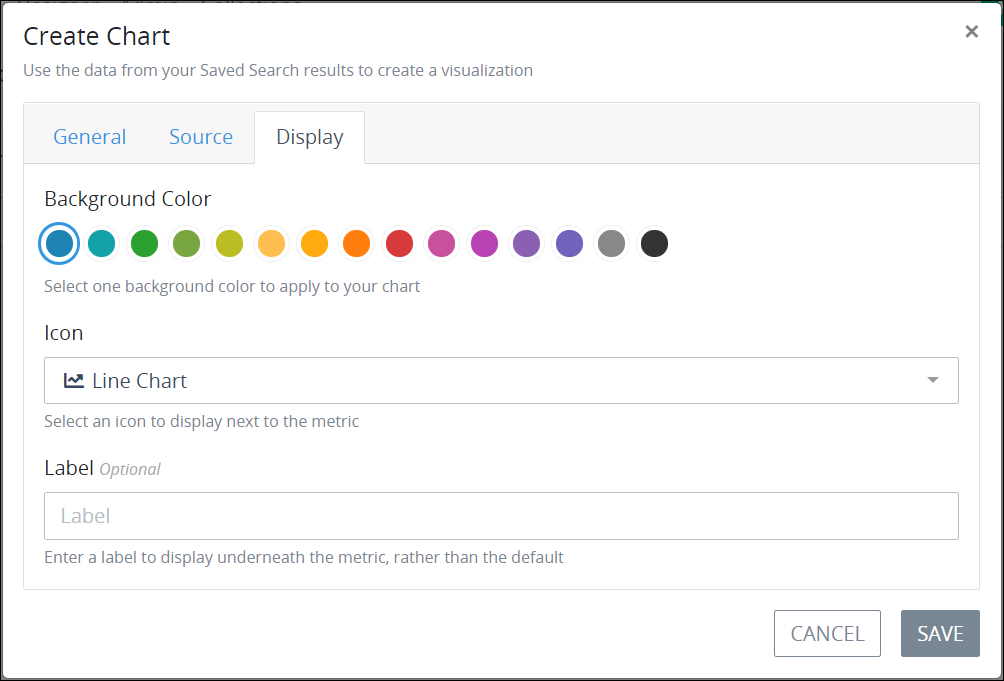 Create Chart
×
Use the data from your Saved Search results to create a visualization
General Source Display
Background Color
Select one background color to apply to your chart
Icon
Line Chart
Select an icon to display next to the metric
Label Optional
Label
Enter a label to display underneath the metric, rather than the default
CANCEL SAVE